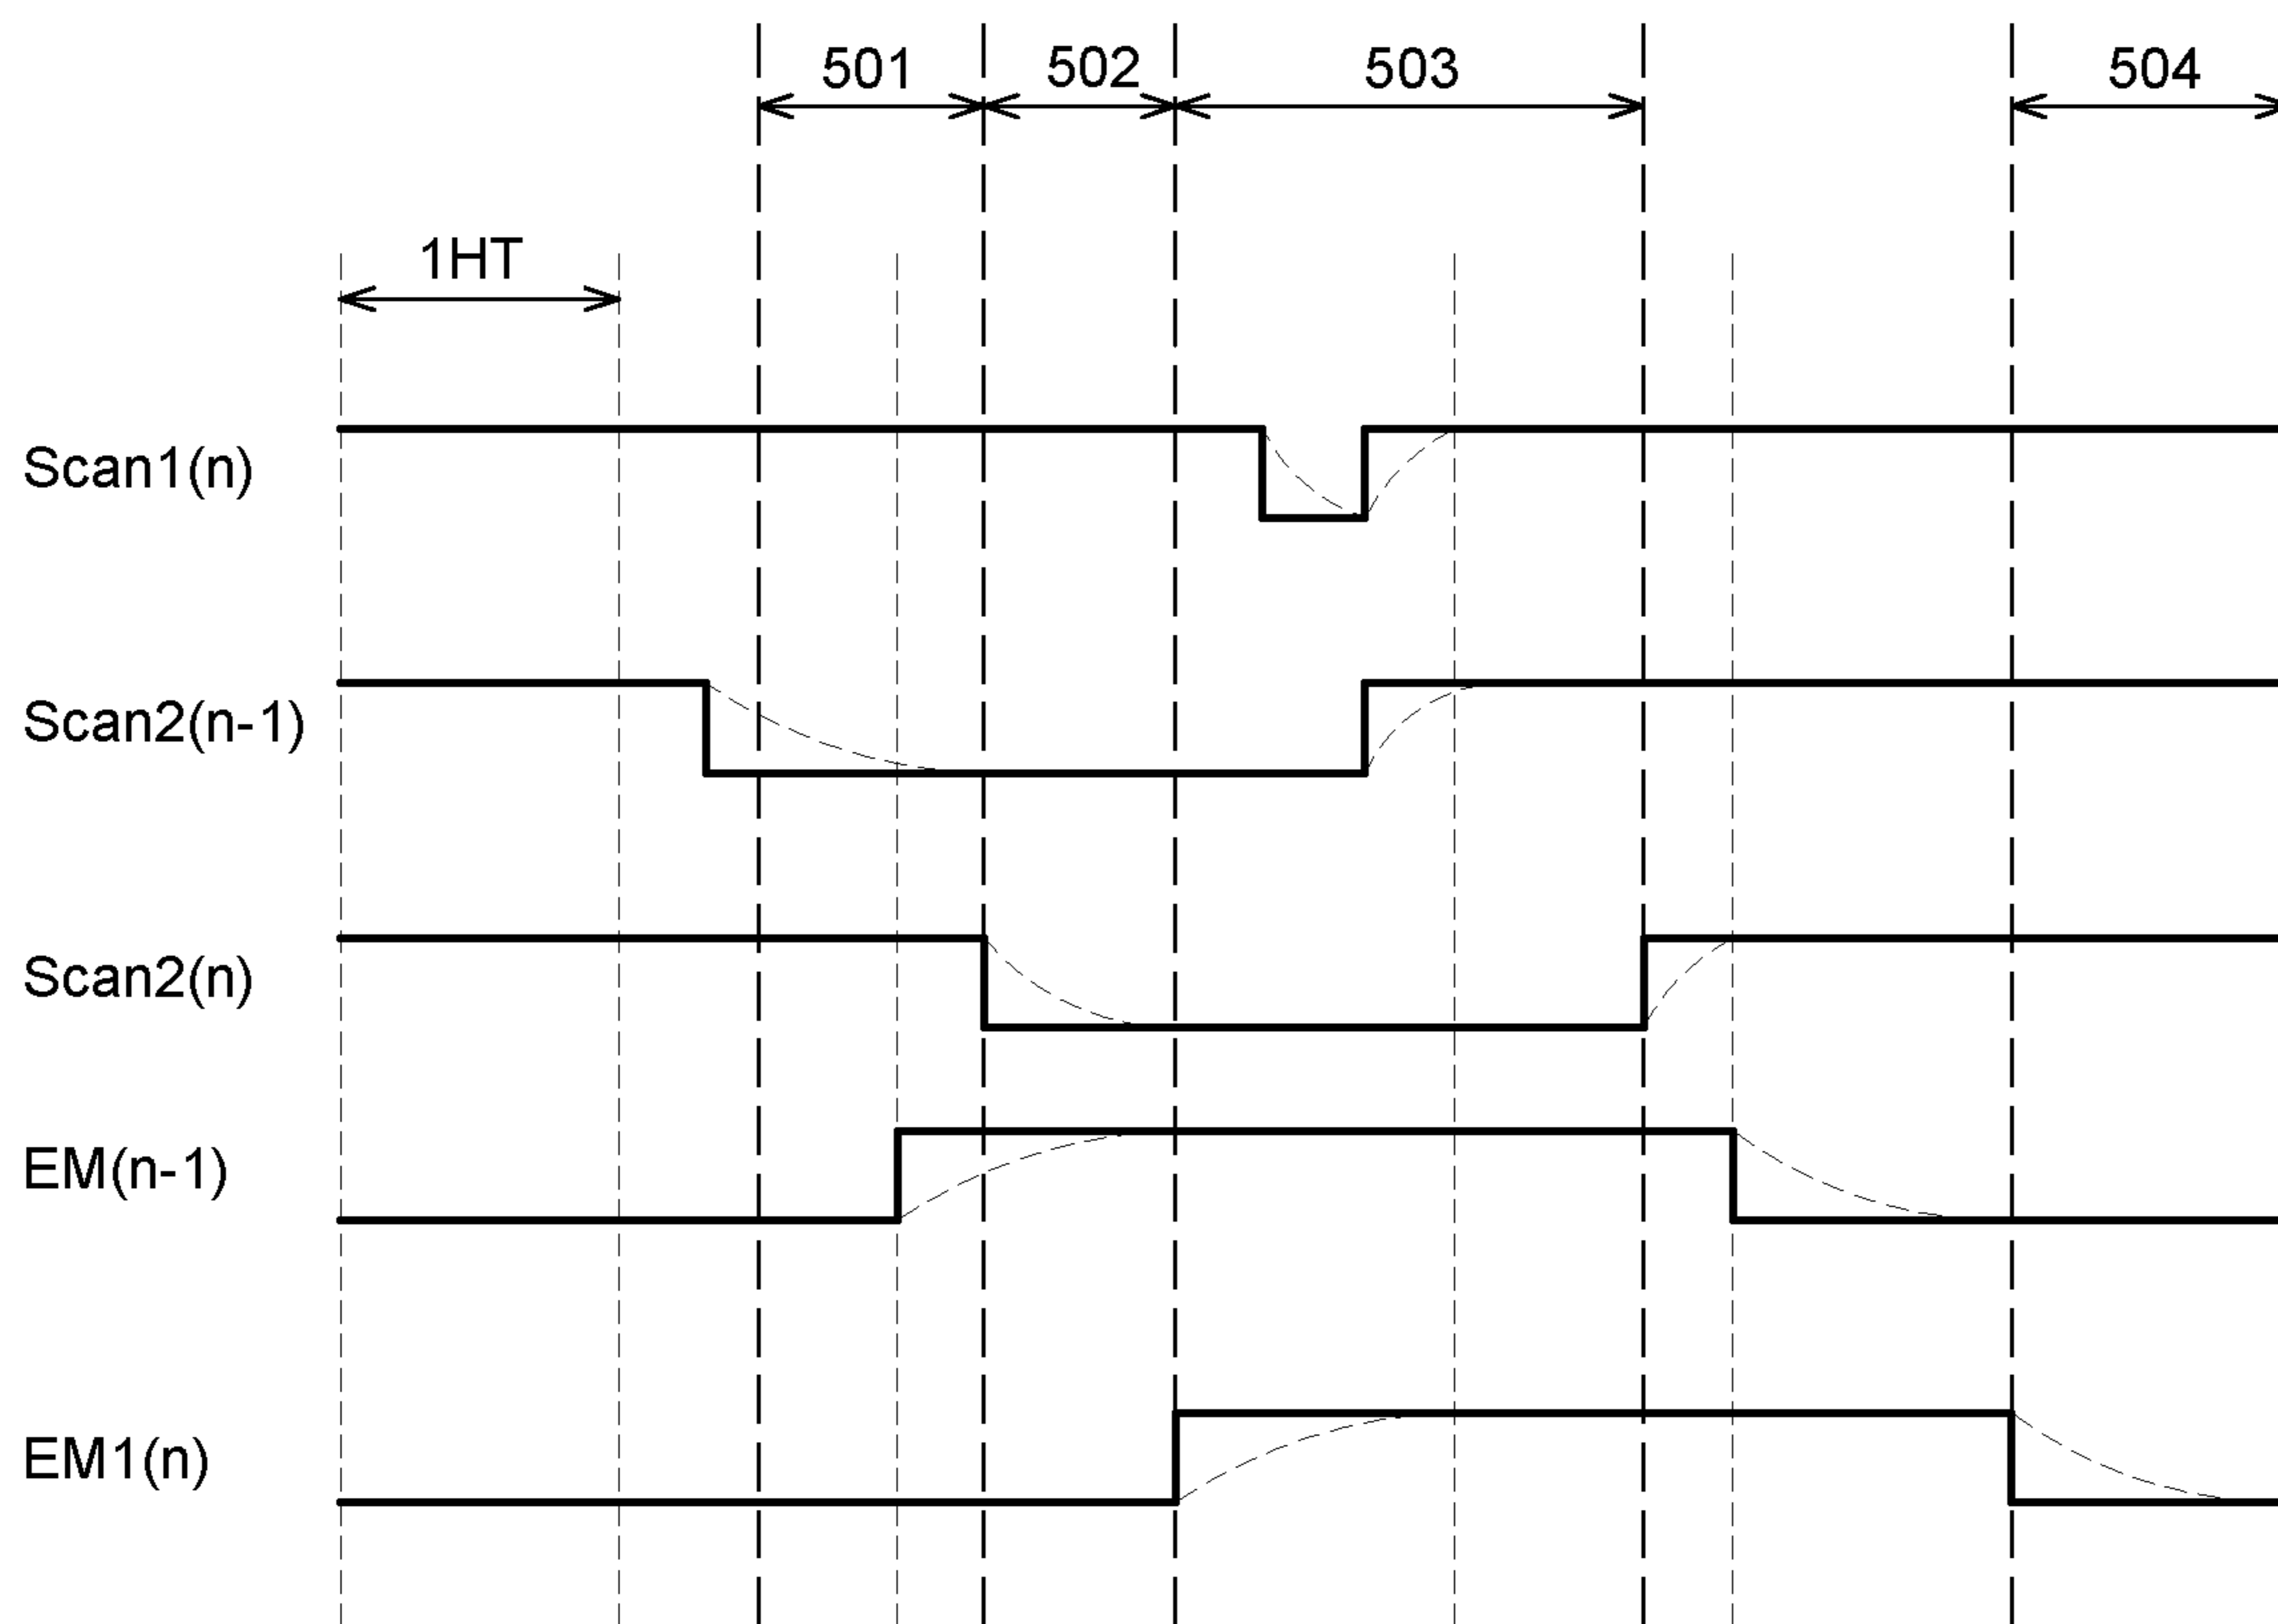 501 502 503 504
1HT
Scan1(n)
Scan2(n-1)
Scan2(n)
EM(n-1)
EM1(n)